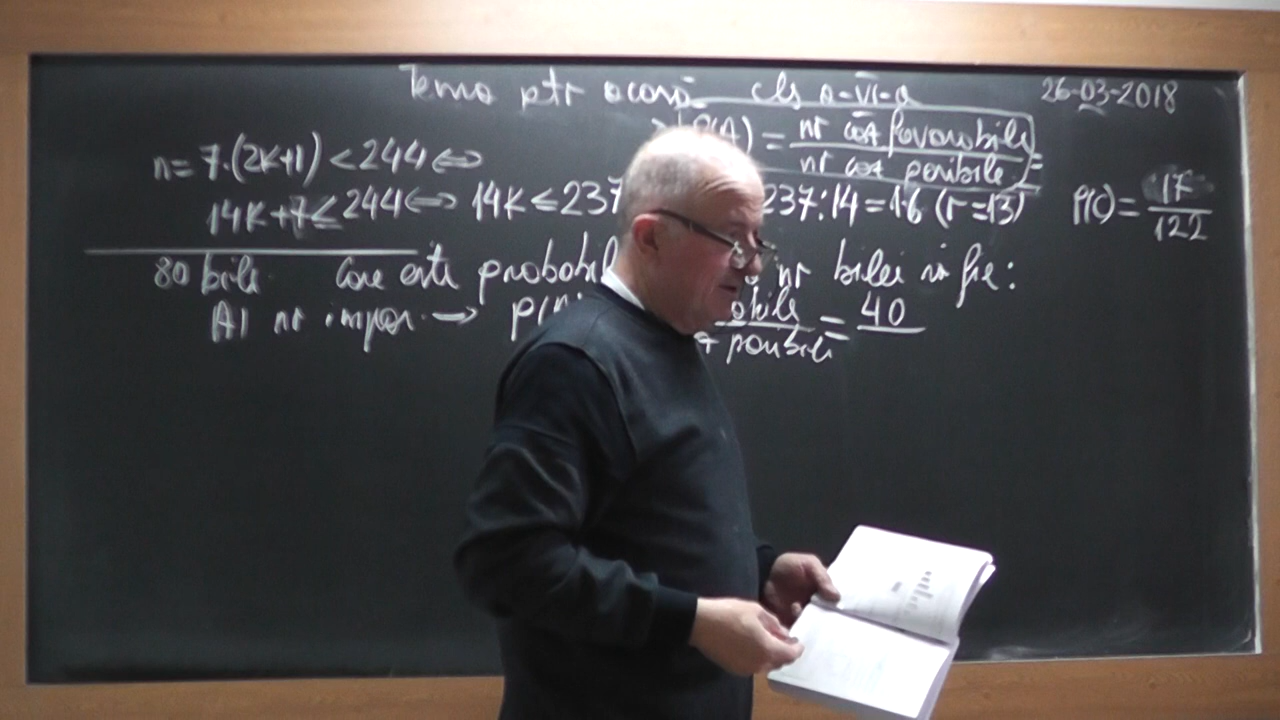 Tema ptr acasă cls a-VI-a 26-03-2018
P(A) = nr caz favorabile
nr caz posibile =
n = 7·(2k+1) < 244 ⇔
14k+7 ≤ 244 ⇔ 14k ≤ 237 237:14 = 16 (r=13) P(C) = 17
122
80 bile. Care este nr bilei să fie:
A) nr impar → = 40
posibile